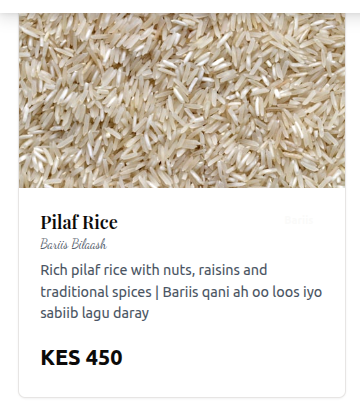 Pilaf Rice
Bariis Bilaash
Rich pilaf rice with nuts, raisins and
traditional spices | Bariis qani ah oo loos iyo
sabiib lagu daray
KES 450